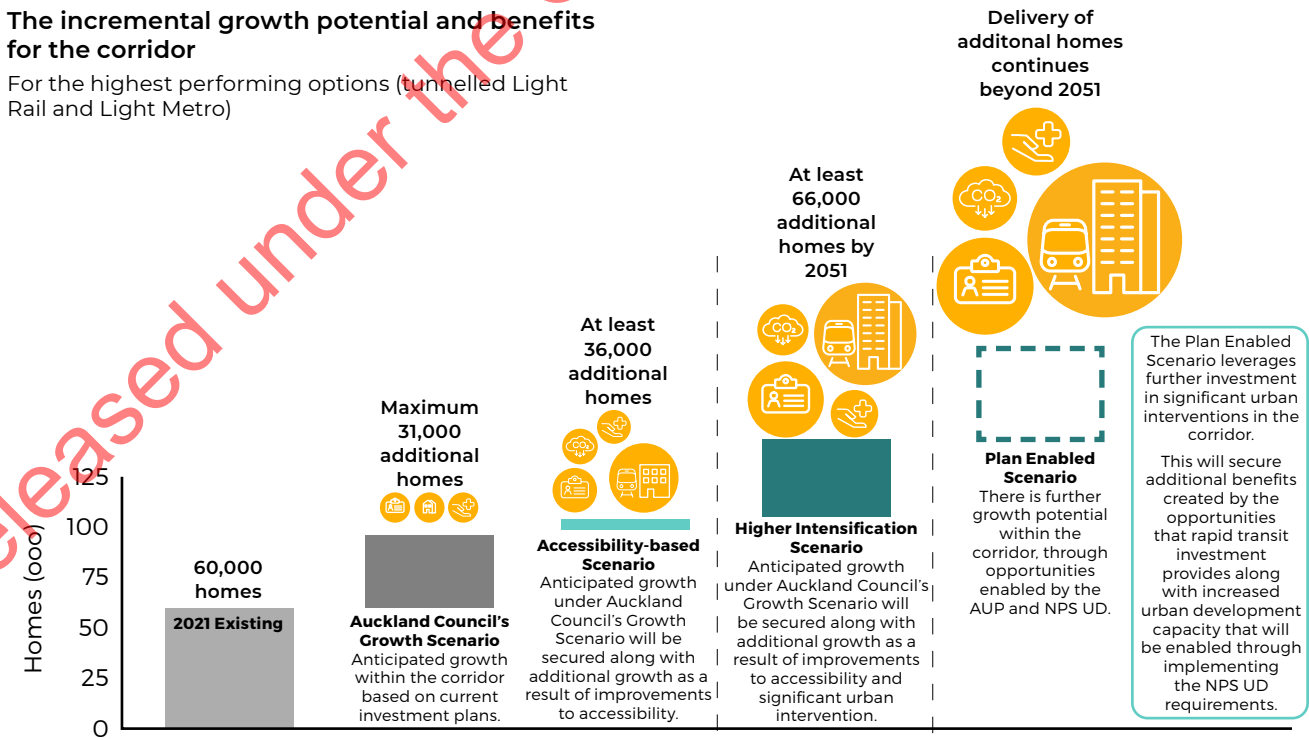 The incremental growth potential and benefits
for the corridor
For the highest performing options (tunnelled Light
Rail and Light Metro)
eleased under the
Homes (000)
125
100
75
50
25
0
60,000
homes
2021 Existing
Maximum
31,000
additional
homes
Auckland Council's
Growth Scenario
Anticipated growth
within the corridor
based on current
investment plans.
At least
36,000
additional
homes
CO₂
Accessibility-based
Scenario
Anticipated growth
under Auckland
Council's Growth
Scenario will be
secured along with
additional growth as a
result of improvements
to accessibility.
At least
66,000
additional
homes by
2051
CO₂
Higher Intensification
Scenario
Anticipated growth
under Auckland Council's
Growth Scenario will
be secured along with
additional growth as a
result of improvements
to accessibility and
significant urban
intervention.
Delivery of
additonal homes
continues
beyond 2051
CO₂
Plan Enabled
Scenario
There is further
growth potential
within the
corridor, through
opportunities
enabled by the
AUP and NPS UD.
The Plan Enabled
Scenario leverages
further investment
in significant urban
interventions in the
corridor.
This will secure
additional benefits
created by the
opportunities
that rapid transit
investment
provides along
with increased
urban development
capacity that will
be enabled through
implementing
the NPS UD
requirements.